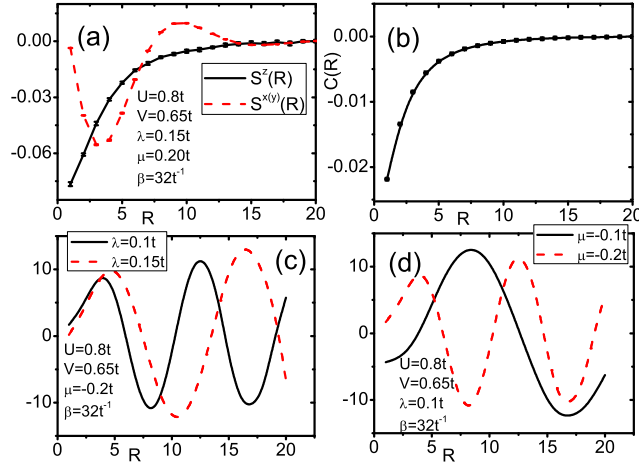 (a)
0.00
-0.03
-0.06
S^z(R)
S^x(y)(R)
U=0.8t
V=0.65t
λ=0.15t
μ=0.20t
β=32t^-1
0 5 10 15 20
R
(b)
C(R)
0.00
-0.01
-0.02
0 5 10 15 20
R
λ=0.1t
λ=0.15t
(c)
10
0
-10
U=0.8t
V=0.65t
μ=-0.2t
β=32t^-1
0 5 10 15 20
R
μ=-0.1t
μ=-0.2t
(d)
10
0
-10
U=0.8t
V=0.65t
λ=0.1t
β=32t^-1
0 5 10 15 20
R